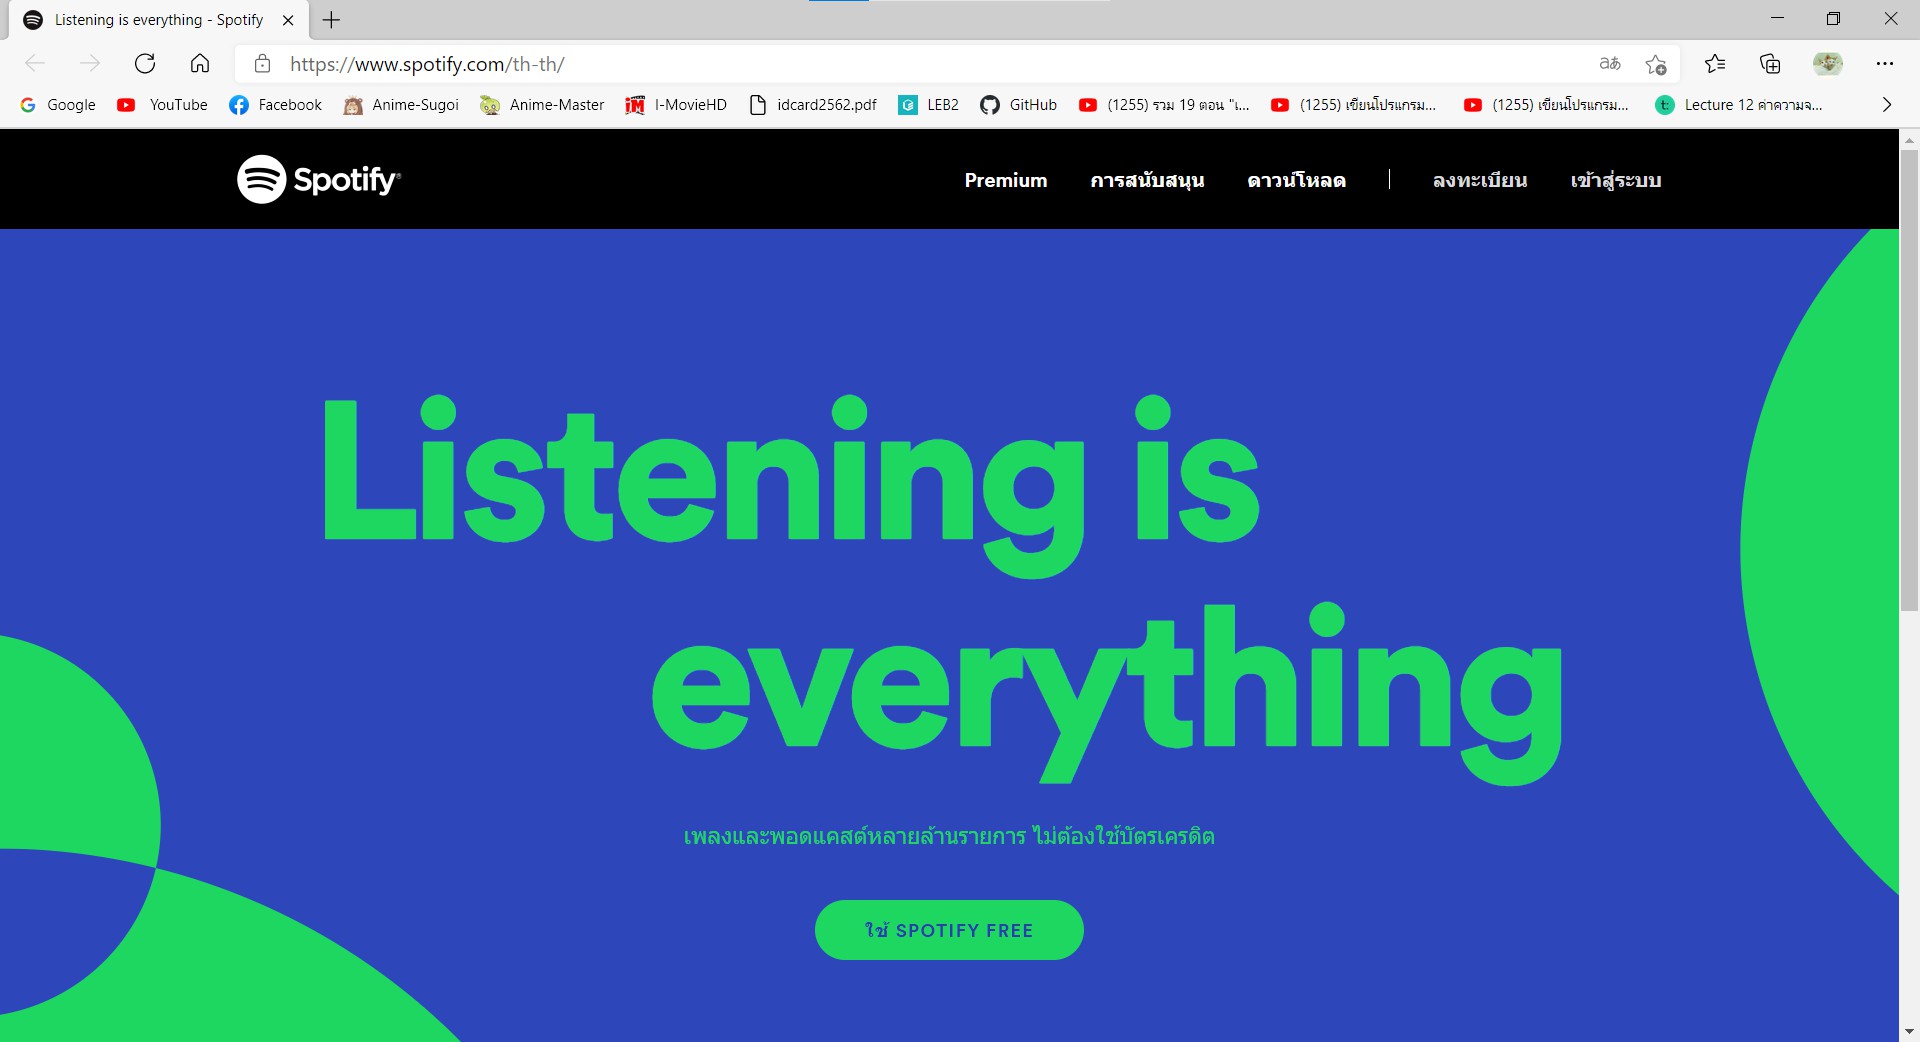 Listening is everything - Spotify
https://www.spotify.com/th-th/
Google YouTube Facebook Anime-Sugoi Anime-Master I-MovieHD idcard2562.pdf LEB2 GitHub (1255) รวม 19 ตอน "เ... (1255) เขียนโปรแกรม... (1255) เขียนโปรแกรม... Lecture 12 ค่าความจ...
Spotify Premium การสนับสนุน ดาวน์โหลด | ลงทะเบียน เข้าสู่ระบบ
Listening is
everything
เพลงและพอดแคสต์หลายล้านรายการ ไม่ต้องใช้บัตรเครดิต
ใช้ SPOTIFY FREE